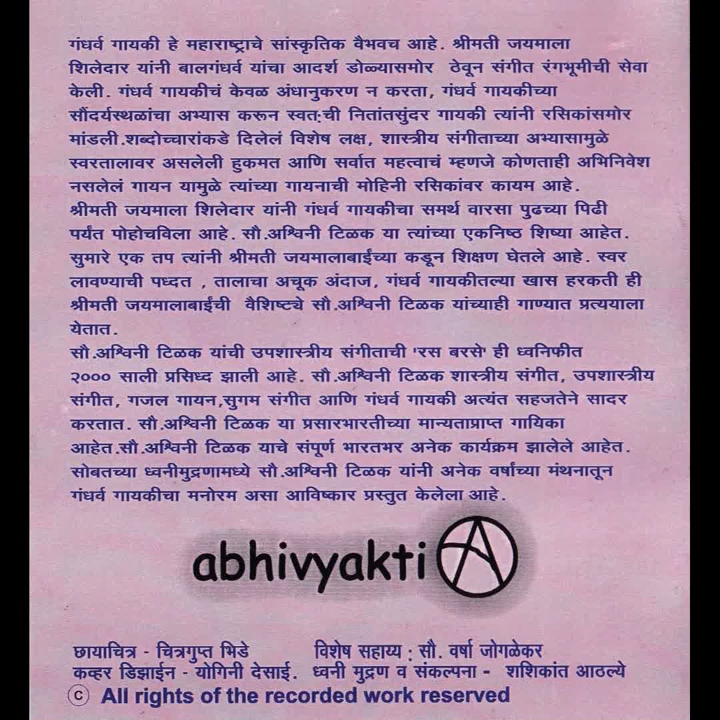 गंधर्व गायकी हे महाराष्ट्राचे सांस्कृतिक वैभवच आहे. श्रीमती जयमाला
शिलेदार यांनी बालगंधर्व यांचा आदर्श डोळ्यासमोर ठेवून संगीत रंगभूमीची सेवा
केली. गंधर्व गायकीचं केवळ अंधानुकरण न करता, गंधर्व गायकीच्या
सौंदर्यस्थळांचा अभ्यास करून स्वतःची नितांतसुंदर गायकी त्यांनी रसिकांसमोर
मांडली.शब्दोच्चारांकडे दिलेलं विशेष लक्ष, शास्त्रीय संगीताच्या अभ्यासामुळे
स्वरतालावर असलेली हुकमत आणि सर्वात महत्वाचं म्हणजे कोणताही अभिनिवेश
नसलेलं गायन यामुळे त्यांच्या गायनाची मोहिनी रसिकांवर कायम आहे.
श्रीमती जयमाला शिलेदार यांनी गंधर्व गायकीचा समर्थ वारसा पुढच्या पिढी
पर्यंत पोहोचविला आहे. सौ.अश्विनी टिळक या त्यांच्या एकनिष्ठ शिष्या आहेत.
सुमारे एक तप त्यांनी श्रीमती जयमालाबाईंच्या कडून शिक्षण घेतले आहे. स्वर
लावण्याची पध्दत , तालाचा अचूक अंदाज, गंधर्व गायकीतल्या खास हरकती ही
श्रीमती जयमालाबाईंची वैशिष्ट्ये सौ.अश्विनी टिळक यांच्याही गाण्यात प्रत्ययाला
येतात.
सौ.अश्विनी टिळक यांची उपशास्त्रीय संगीताची 'रस बरसे' ही ध्वनिफीत
२००० साली प्रसिध्द झाली आहे. सौ.अश्विनी टिळक शास्त्रीय संगीत, उपशास्त्रीय
संगीत, गजल गायन,सुगम संगीत आणि गंधर्व गायकी अत्यंत सहजतेने सादर
करतात. सौ.अश्विनी टिळक या प्रसारभारतीच्या मान्यताप्राप्त गायिका
आहेत.सौ.अश्विनी टिळक याचे संपूर्ण भारतभर अनेक कार्यक्रम झालेले आहेत.
सोबतच्या ध्वनीमुद्रणामध्ये सौ.अश्विनी टिळक यांनी अनेक वर्षांच्या मंथनातून
गंधर्व गायकीचा मनोरम असा आविष्कार प्रस्तुत केलेला आहे.
abhivyakti A
छायाचित्र - चित्रगुप्त भिडे विशेष सहाय्य : सौ. वर्षा जोगळेकर
कव्हर डिझाईन - योगिनी देसाई. ध्वनी मुद्रण व संकल्पना - शशिकांत आठल्ये
© All rights of the recorded work reserved